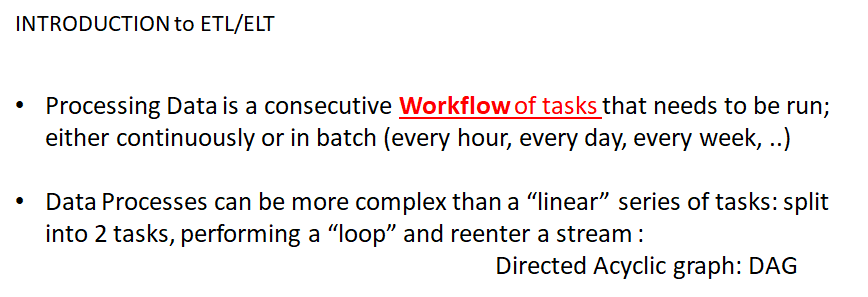 INTRODUCTION to ETL/ELT
• Processing Data is a consecutive Workflow of tasks that needs to be run;
either continuously or in batch (every hour, every day, every week, ..)
• Data Processes can be more complex than a “linear” series of tasks: split
into 2 tasks, performing a “loop” and reenter a stream :
Directed Acyclic graph: DAG